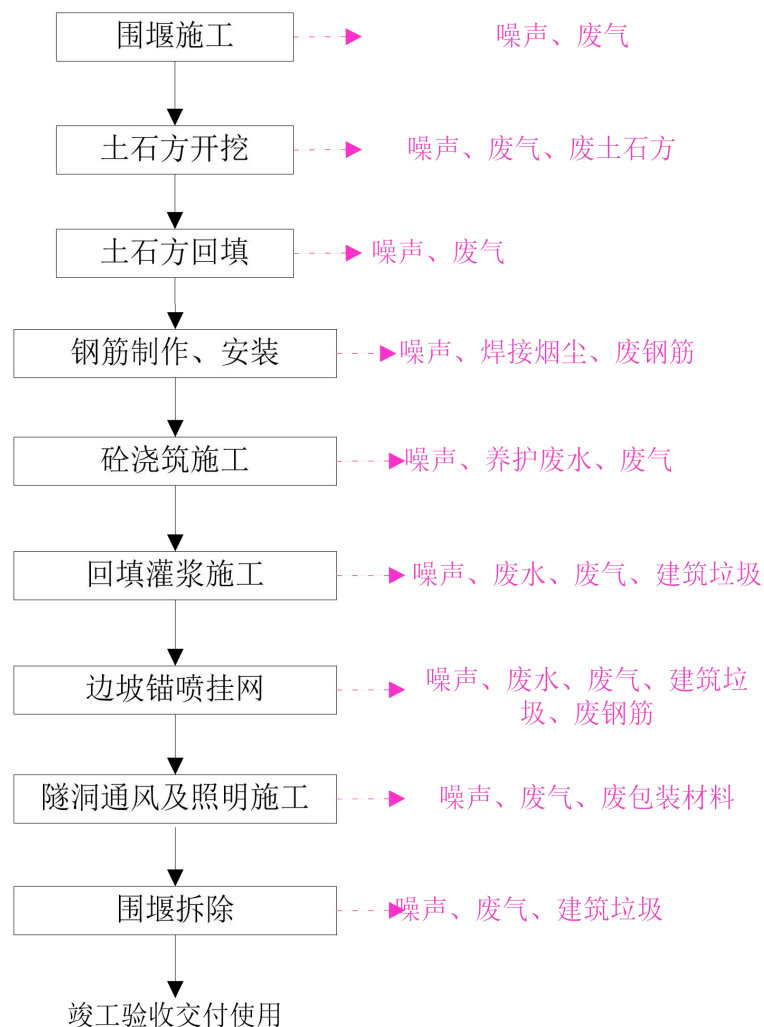 围堰施工
噪声、废气
土石方开挖
噪声、废气、废土石方
土石方回填
噪声、废气
钢筋制作、安装
噪声、焊接烟尘、废钢筋
砼浇筑施工
噪声、养护废水、废气
回填灌浆施工
噪声、废水、废气、建筑垃圾
边坡锚喷挂网
噪声、废水、废气、建筑垃
圾、废钢筋
隧洞通风及照明施工
噪声、废气、废包装材料
围堰拆除
噪声、废气、建筑垃圾
竣工验收交付使用